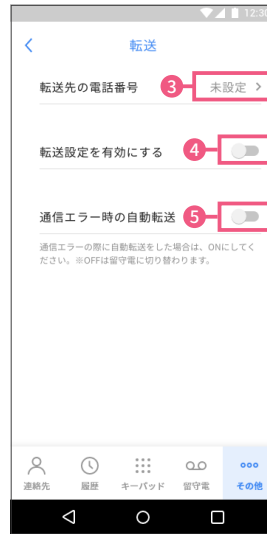 12:30
転送
転送先の電話番号 3 未設定 >
転送設定を有効にする 4
通信エラー時の自動転送 5
通信エラーの際に自動転送をした場合は、ONにしてく
ださい。※OFFは留守電に切り替わります。
連絡先 履歴 キーパッド 留守電 その他